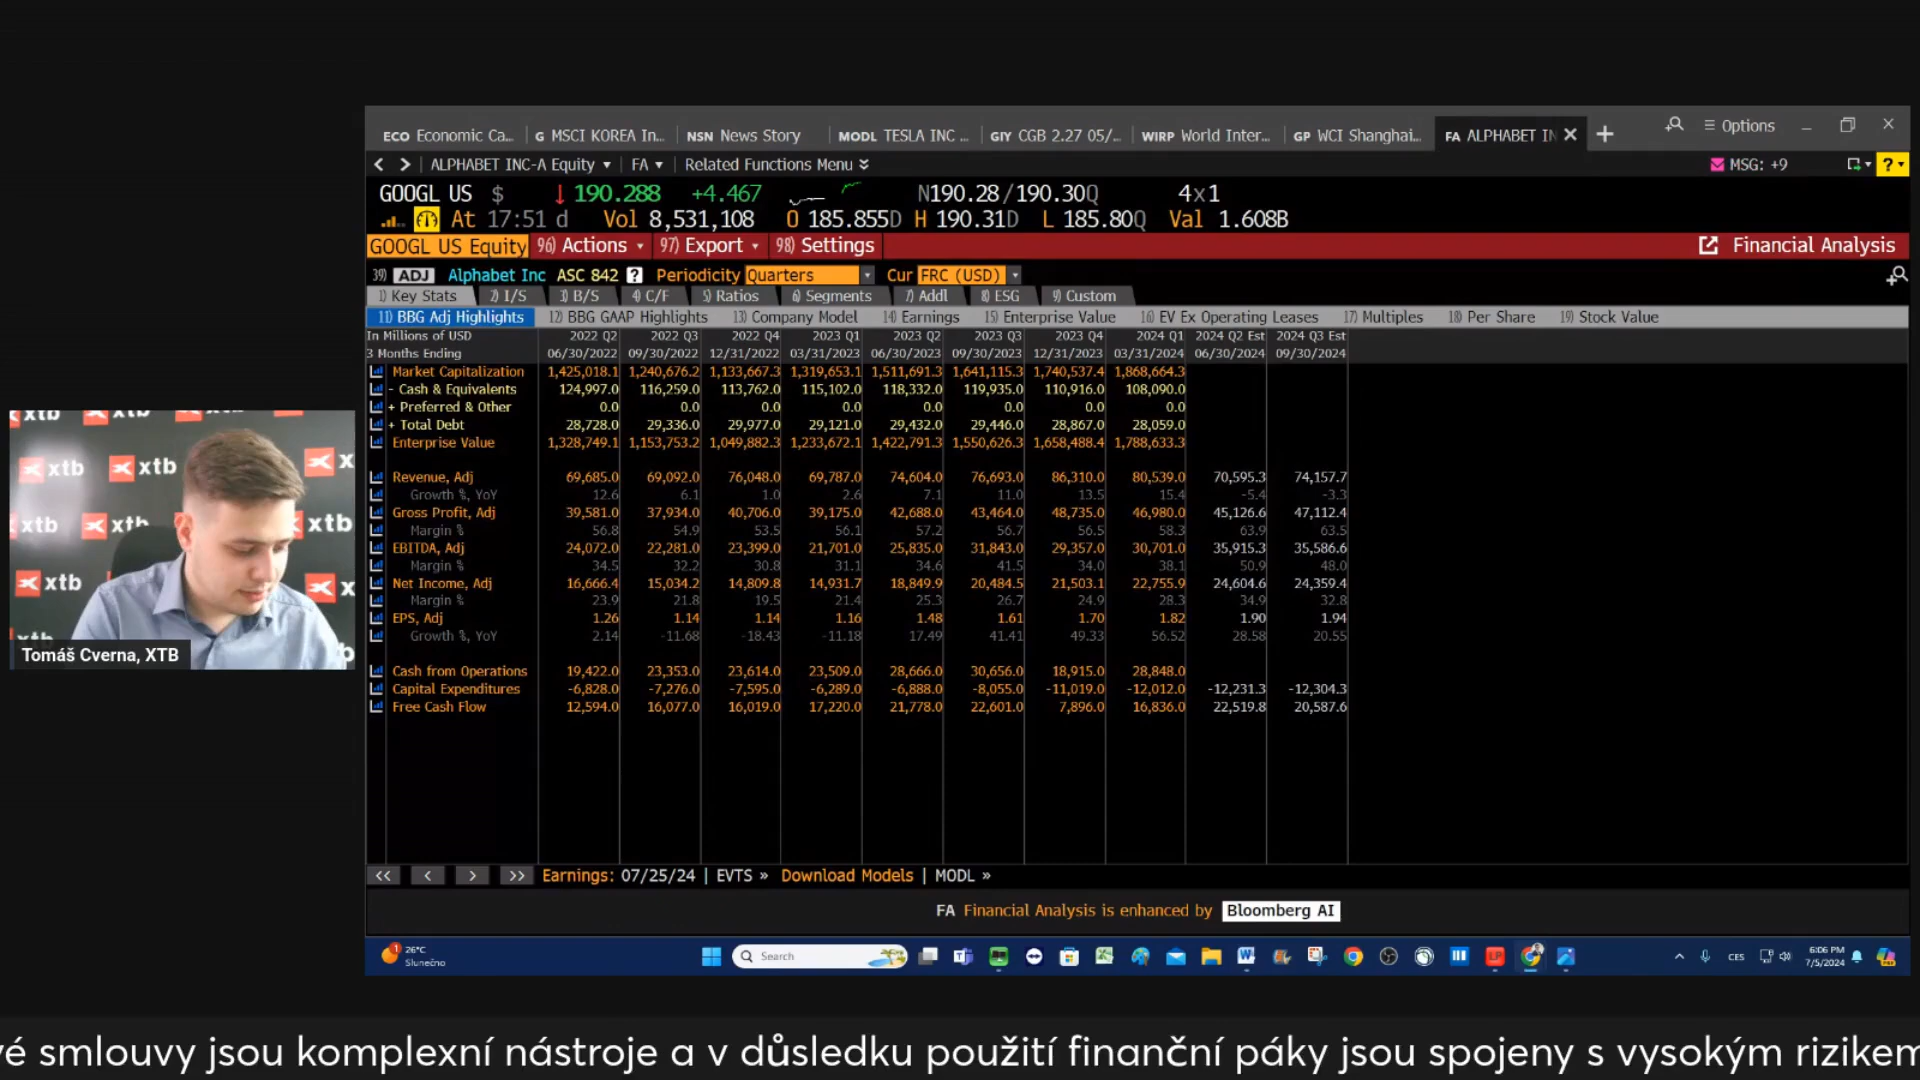 ECO Economic Ca... G MSCI KOREA In... NSN News Story MODL TESLA INC ... GIY CGB 2.27 05/... WIRP World Inter... GP WCI Shanghai... FA ALPHABET IN Options
ALPHABET INC-A Equity FA Related Functions Menu MSG: +9
GOOGL US $ ↓190.288 +4.467 N190.28/190.30Q 4x1
At 17:51 d Vol 8,531,108 O 185.855D H 190.31D L 185.80Q Val 1.608B
GOOGL US Equity 96) Actions 97) Export 98) Settings Financial Analysis
39) ADJ Alphabet Inc ASC 842 ? Periodicity Quarters Cur FRC (USD)
1) Key Stats 2) I/S 3) B/S 4) C/F 5) Ratios 6) Segments 7) Addl 8) ESG 9) Custom
11) BBG Adj Highlights 12) BBG GAAP Highlights 13) Company Model 14) Earnings 15) Enterprise Value 16) EV Ex Operating Leases 17) Multiples 18) Per Share 19) Stock Value
In Millions of USD 2022 Q2 2022 Q3 2022 Q4 2023 Q1 2023 Q2 2023 Q3 2023 Q4 2024 Q1 2024 Q2 Est 2024 Q3 Est
3 Months Ending 06/30/2022 09/30/2022 12/31/2022 03/31/2023 06/30/2023 09/30/2023 12/31/2023 03/31/2024 06/30/2024 09/30/2024
Market Capitalization 1,425,018.1 1,240,676.2 1,133,667.3 1,319,653.1 1,511,691.3 1,641,115.3 1,740,537.4 1,868,664.3
- Cash & Equivalents 124,997.0 116,259.0 113,762.0 115,102.0 118,332.0 119,935.0 110,916.0 108,090.0
+ Preferred & Other 0.0 0.0 0.0 0.0 0.0 0.0 0.0 0.0
+ Total Debt 28,728.0 29,336.0 29,977.0 29,121.0 29,432.0 29,446.0 28,867.0 28,059.0
Enterprise Value 1,328,749.1 1,153,753.2 1,049,882.3 1,233,672.1 1,422,791.3 1,550,626.3 1,658,488.4 1,788,633.3
Revenue, Adj 69,685.0 69,092.0 76,048.0 69,787.0 74,604.0 76,693.0 86,310.0 80,539.0 70,595.3 74,157.7
Growth %, YoY 12.6 6.1 1.0 2.6 7.1 11.0 13.5 15.4 -5.4 -3.3
Gross Profit, Adj 39,581.0 37,934.0 40,706.0 39,175.0 42,688.0 43,464.0 48,735.0 46,980.0 45,126.6 47,112.4
Margin % 56.8 54.9 53.5 56.1 57.2 56.7 56.5 58.3 63.9 63.5
EBITDA, Adj 24,072.0 22,281.0 23,399.0 21,701.0 25,835.0 31,843.0 29,357.0 30,701.0 35,915.3 35,586.6
Margin % 34.5 32.2 30.8 31.1 34.6 41.5 34.0 38.1 50.9 48.0
Net Income, Adj 16,666.4 15,034.2 14,809.8 14,931.7 18,849.9 20,484.5 21,503.1 22,755.9 24,604.6 24,359.4
Margin % 23.9 21.8 19.5 21.4 25.3 26.7 24.9 28.3 34.9 32.8
EPS, Adj 1.26 1.14 1.14 1.16 1.48 1.61 1.70 1.82 1.90 1.94
Growth %, YoY 2.14 -11.68 -18.43 -11.18 17.49 41.41 49.33 56.52 28.58 20.55
Cash from Operations 19,422.0 23,353.0 23,614.0 23,509.0 28,666.0 30,656.0 18,915.0 28,848.0
Capital Expenditures -6,828.0 -7,276.0 -7,595.0 -6,289.0 -6,888.0 -8,055.0 -11,019.0 -12,012.0 -12,231.3 -12,304.3
Free Cash Flow 12,594.0 16,077.0 16,019.0 17,220.0 21,778.0 22,601.0 7,896.0 16,836.0 22,519.8 20,587.6
<< < > >> Earnings: 07/25/24 | EVTS » Download Models | MODL »
FA Financial Analysis is enhanced by Bloomberg AI
xtb xtb xtb
xtb xtb x
xtb xtb xtb
xtb x
Tomáš Cverna, XTB
26°C
Slunečno
Search
CES
6:06 PM
7/5/2024
vé smlouvy jsou komplexní nástroje a v důsledku použití finanční páky jsou spojeny s vysokým rizikem